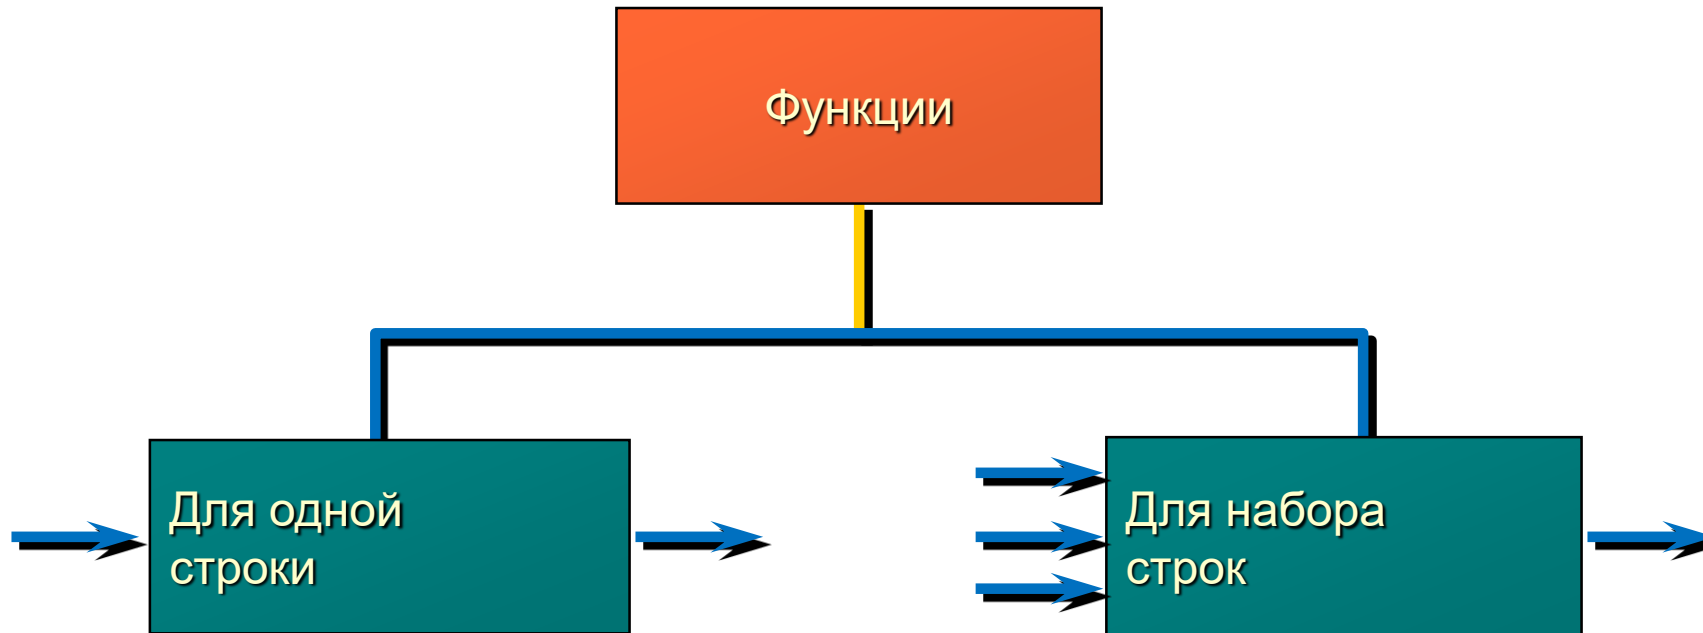 Функции
Для одной
строки
Для набора
строк